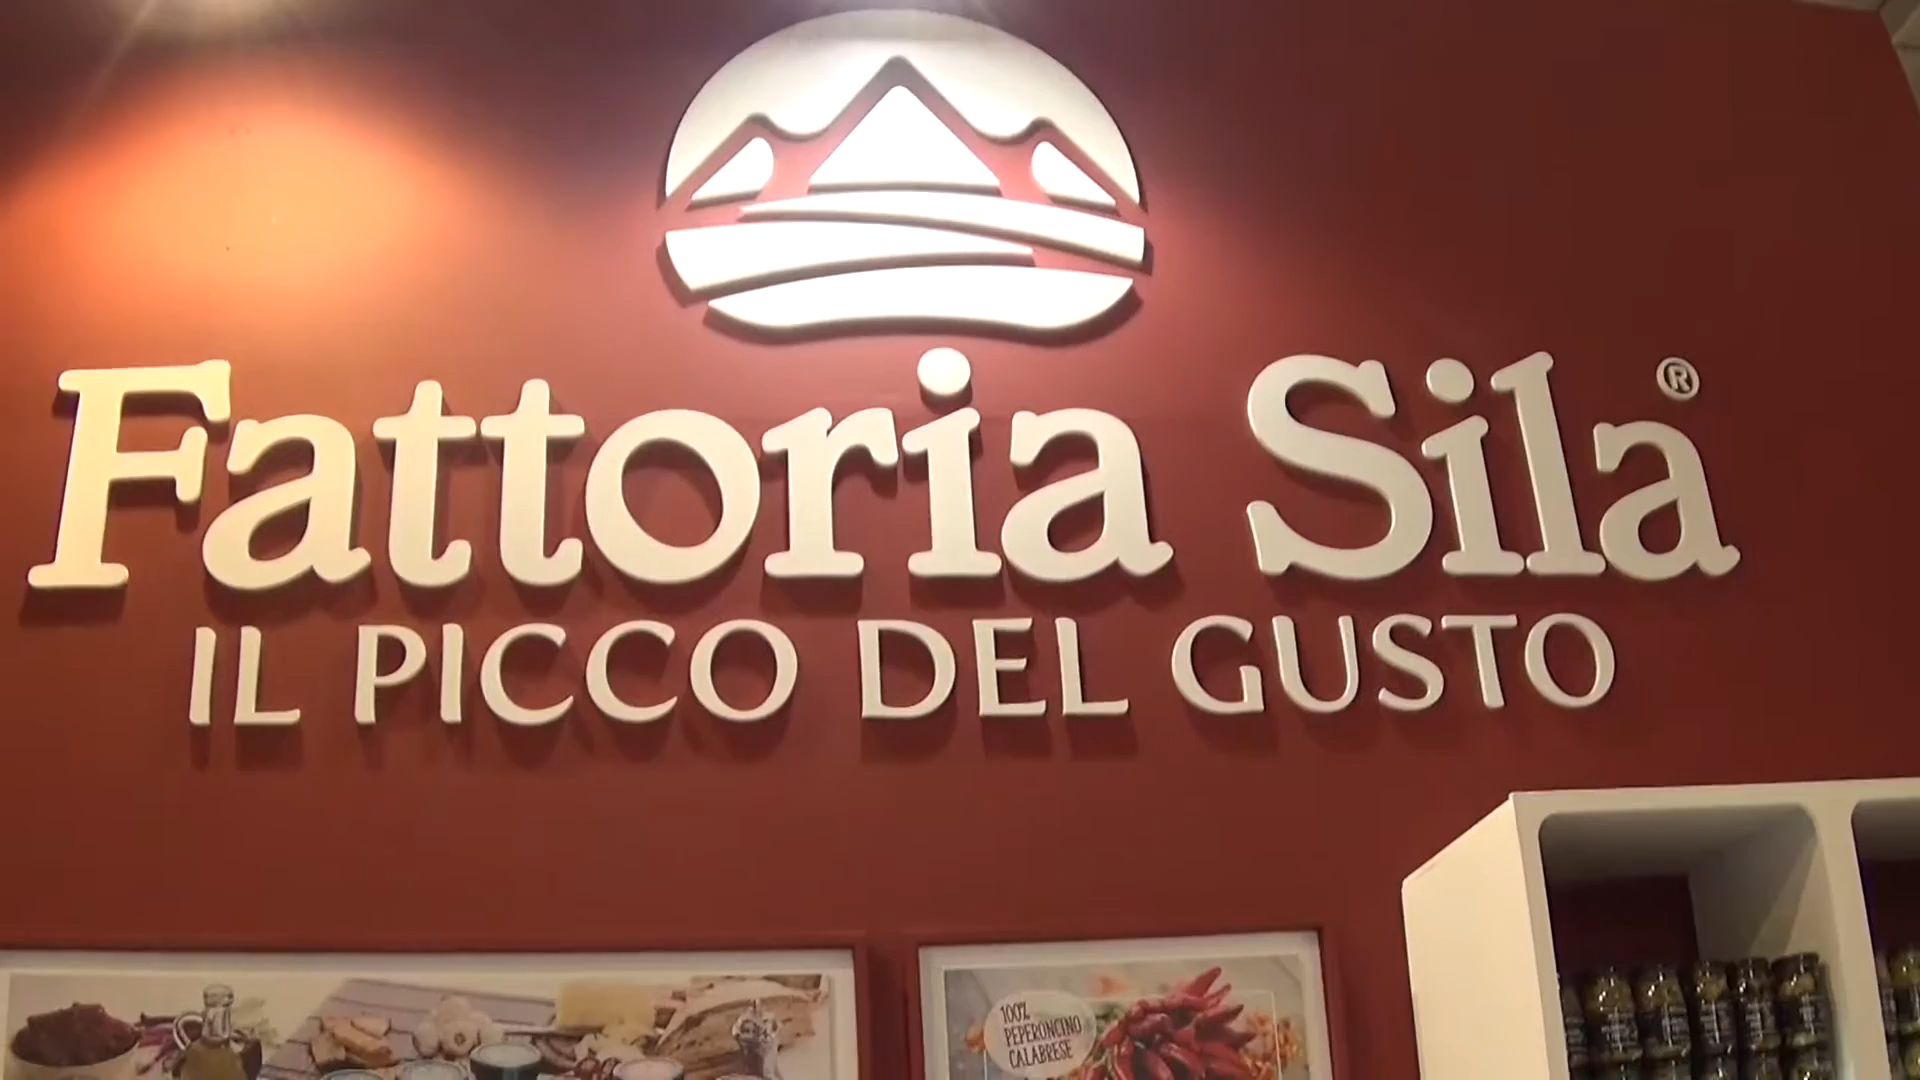 Fattoria Sila ®
IL PICCO DEL GUSTO
100%
PEPERONCINO
CALABRESE